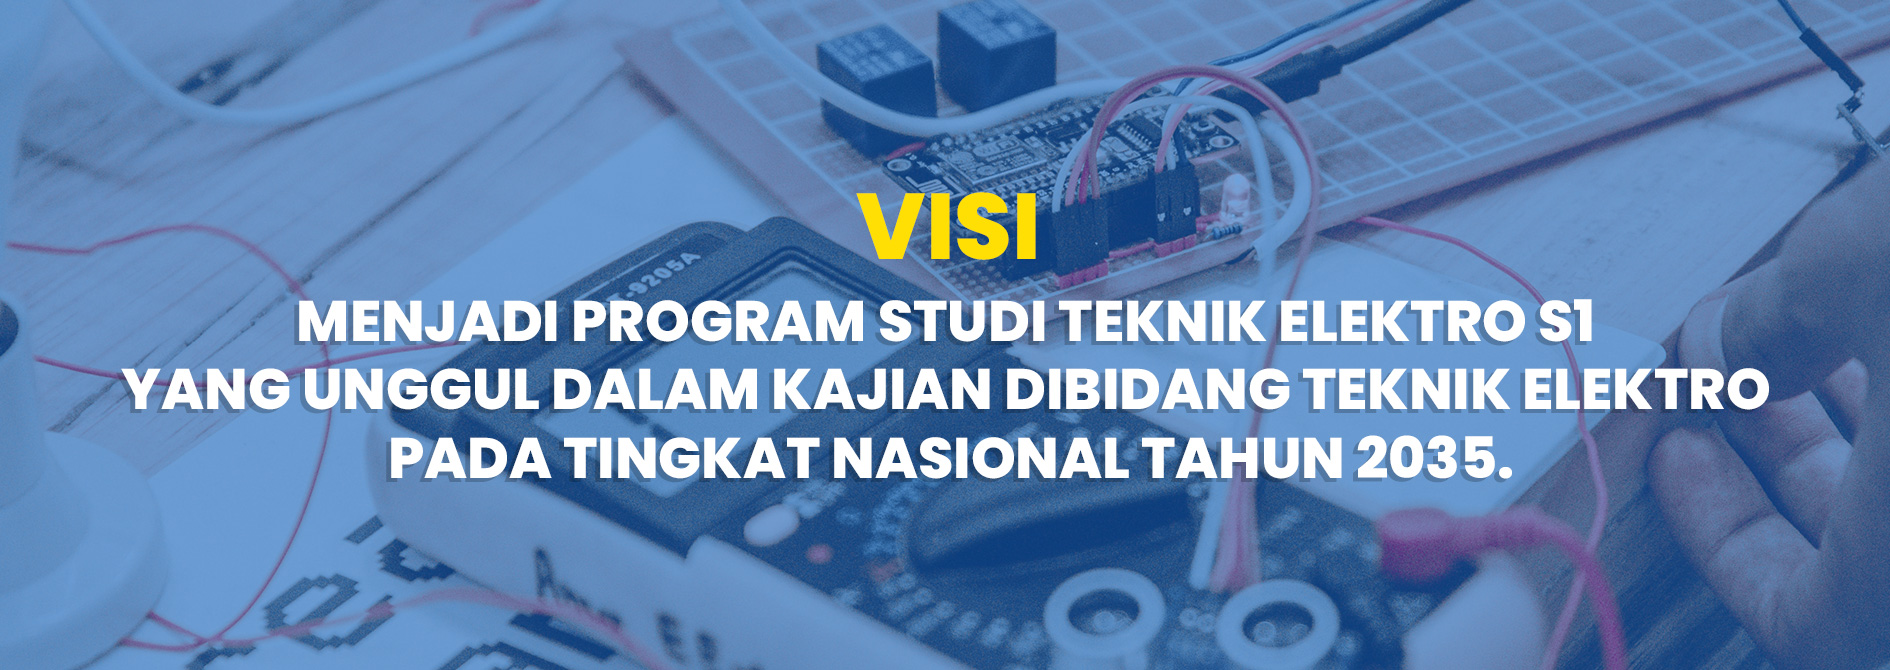 VISI
MENJADI PROGRAM STUDI TEKNIK ELEKTRO S1
YANG UNGGUL DALAM KAJIAN DIBIDANG TEKNIK ELEKTRO
PADA TINGKAT NASIONAL TAHUN 2035.
9205A